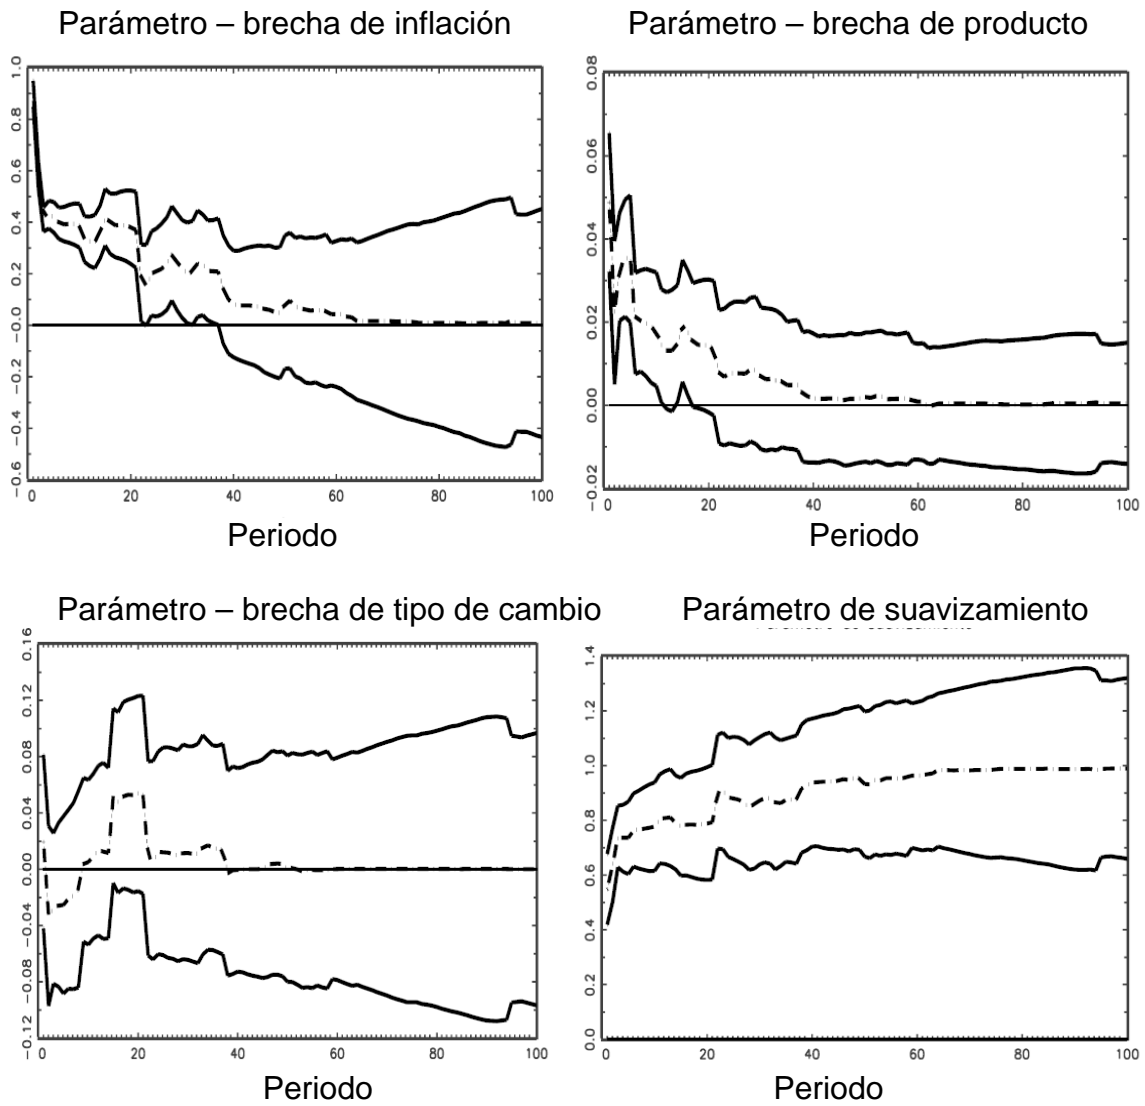 Parámetro – brecha de inflación
Parámetro – brecha de producto
1.0
0.8
0.6
0.4
0.2
−0.0
−0.2
−0.4
−0.6
0 20 40 60 80 100
Periodo
0.08
0.06
0.04
0.02
0.00
−0.02
0 20 40 60 80 100
Periodo
Parámetro – brecha de tipo de cambio
Parámetro de suavizamiento
0.16
0.12
0.08
0.04
0.00
−0.04
−0.08
−0.12
0 20 40 60 80 100
Periodo
1.4
1.2
1.0
0.8
0.6
0.4
0.2
0.0
0 20 40 60 80 100
Periodo